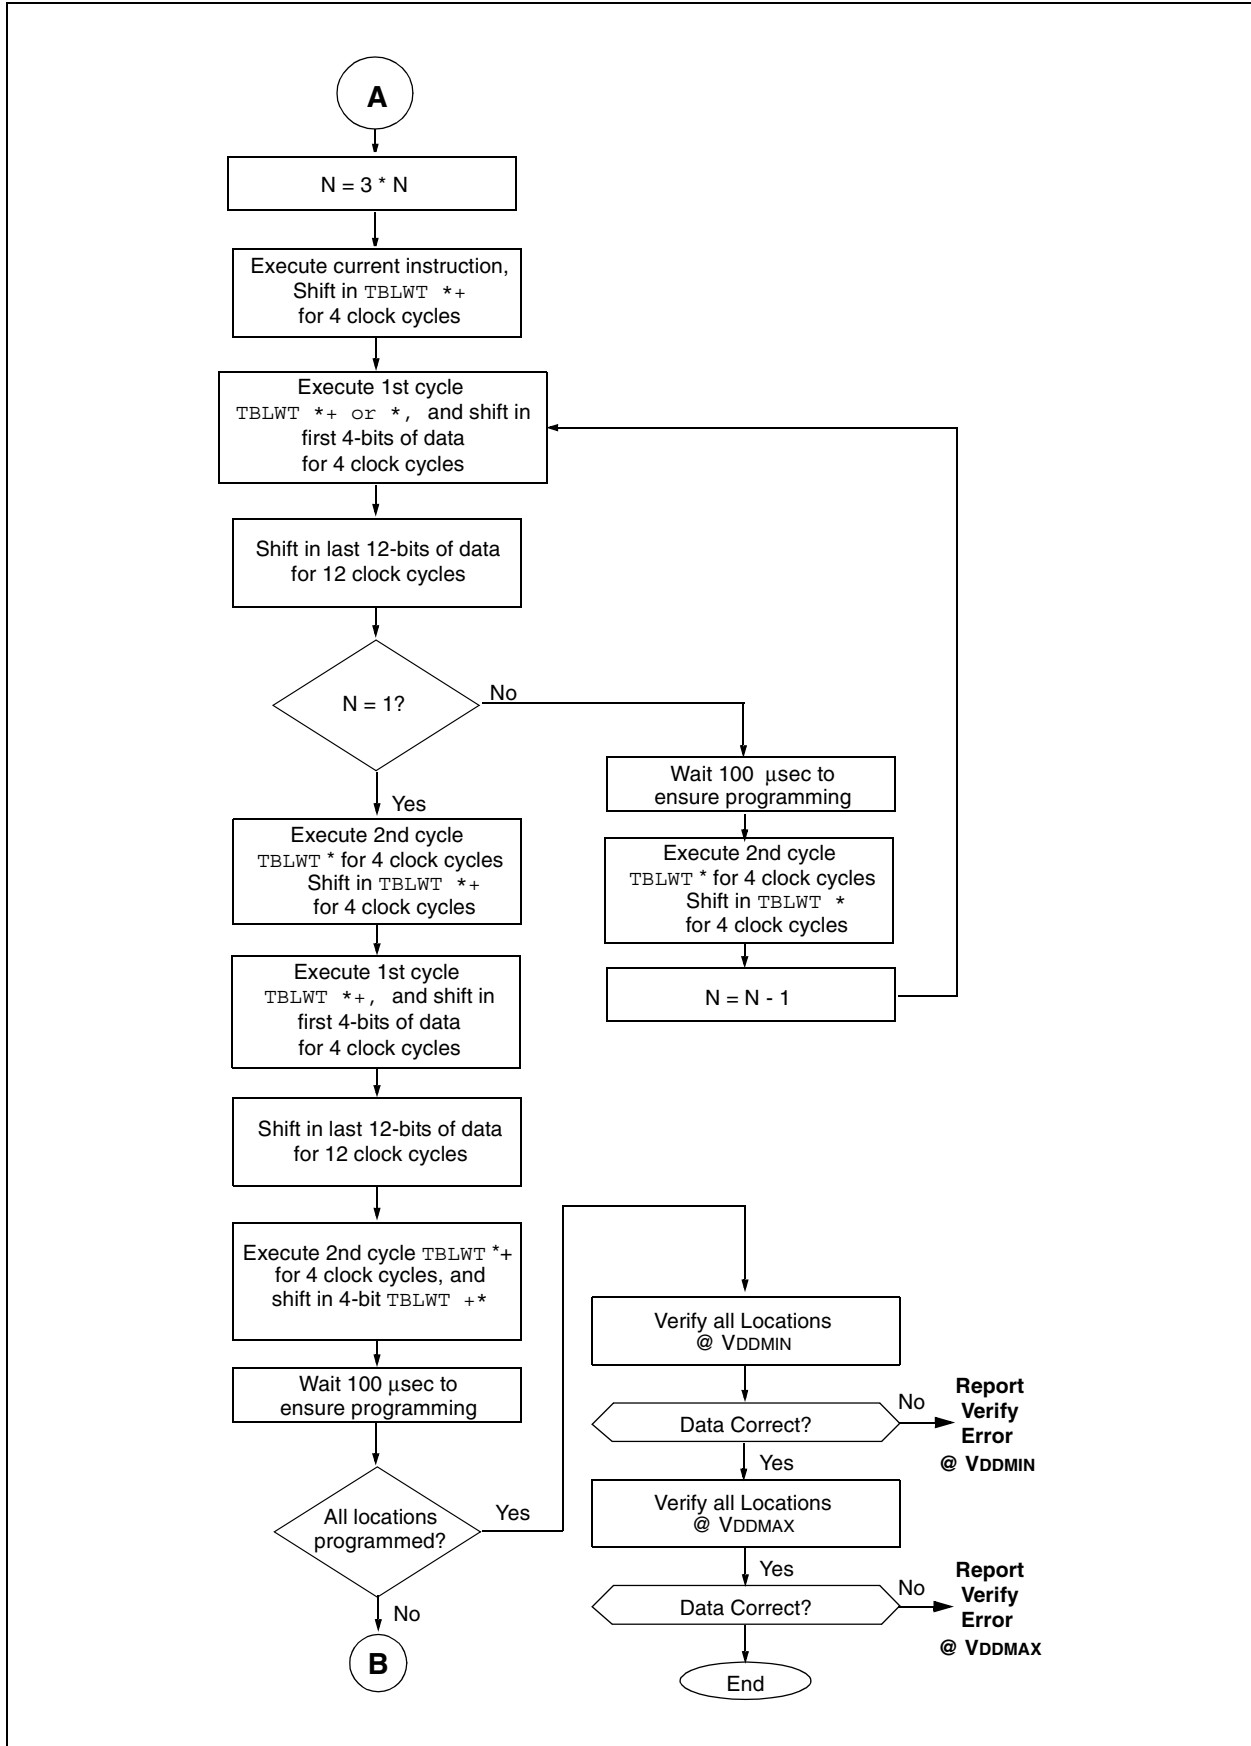 A
N = 3 * N
Execute current instruction,
Shift in TBLWT *+
for 4 clock cycles
Execute 1st cycle
TBLWT *+ or *, and shift in
first 4-bits of data
for 4 clock cycles
Shift in last 12-bits of data
for 12 clock cycles
N = 1?
No
Yes
Wait 100 µsec to
ensure programming
Execute 2nd cycle
TBLWT * for 4 clock cycles
Shift in TBLWT *
for 4 clock cycles
N = N - 1
Execute 2nd cycle
TBLWT * for 4 clock cycles
Shift in TBLWT *+
for 4 clock cycles
Execute 1st cycle
TBLWT *+, and shift in
first 4-bits of data
for 4 clock cycles
Shift in last 12-bits of data
for 12 clock cycles
Execute 2nd cycle TBLWT *+
for 4 clock cycles, and
shift in 4-bit TBLWT +*
Wait 100 µsec to
ensure programming
All locations
programmed?
Yes
No
B
Verify all Locations
@ VDDMIN
Data Correct?
No
Report
Verify
Error
@ VDDMIN
Yes
Verify all Locations
@ VDDMAX
Yes
Data Correct?
No
Report
Verify
Error
@ VDDMAX
End